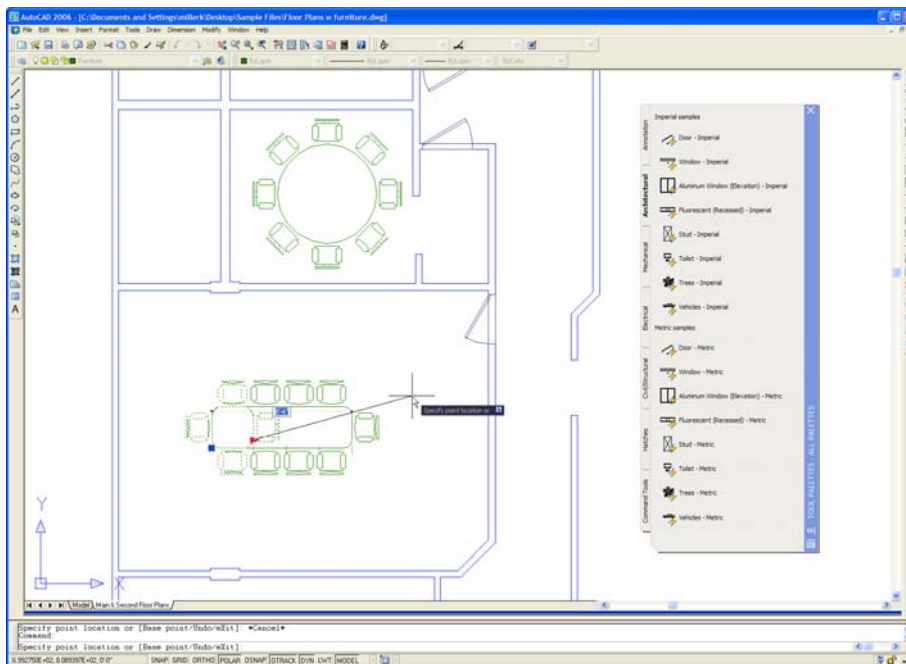 AutoCAD 2006 - [C:\Documents and Settings\millerk\Desktop\Sample Files\Floor Plans w furniture.dwg]
File Edit View Insert Format Tools Draw Dimension Modify Window Help
Furniture ByLayer ByLayer ByLayer ByColor
Imperial samples
Door - Imperial
Window - Imperial
Aluminum Window (Elevation) - Imperial
Fluorescent (Recessed) - Imperial
Stud - Imperial
Toilet - Imperial
Trees - Imperial
Vehicles - Imperial
Metric samples
Door - Metric
Window - Metric
Aluminum Window (Elevation) - Metric
Fluorescent (Recessed) - Metric
Stud - Metric
Toilet - Metric
Trees - Metric
Vehicles - Metric
Annotation
Architectural
Mechanical
Electrical
Civil/Structural
Hatches
Command Tools
TOOL PALETTES - ALL PALETTES
Specify point location or
Y
X
Model Main & Second Floor Plans
Specify point location or [Base point/Undo/eXit]: *Cancel*
Command:
Specify point location or [Base point/Undo/eXit]:
SNAP GRID ORTHO POLAR OSNAP OTRACK DYN LWT MODEL